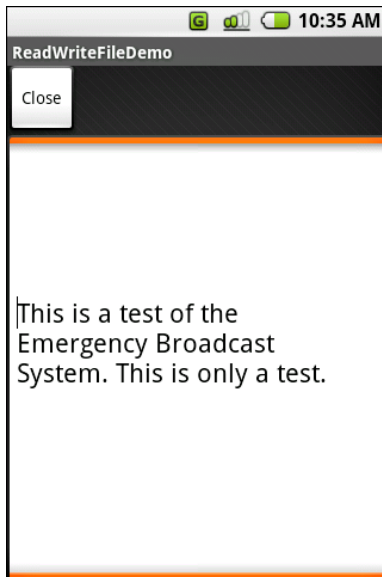 G 10:35 AM
ReadWriteFileDemo
Close
This is a test of the
Emergency Broadcast
System. This is only a test.